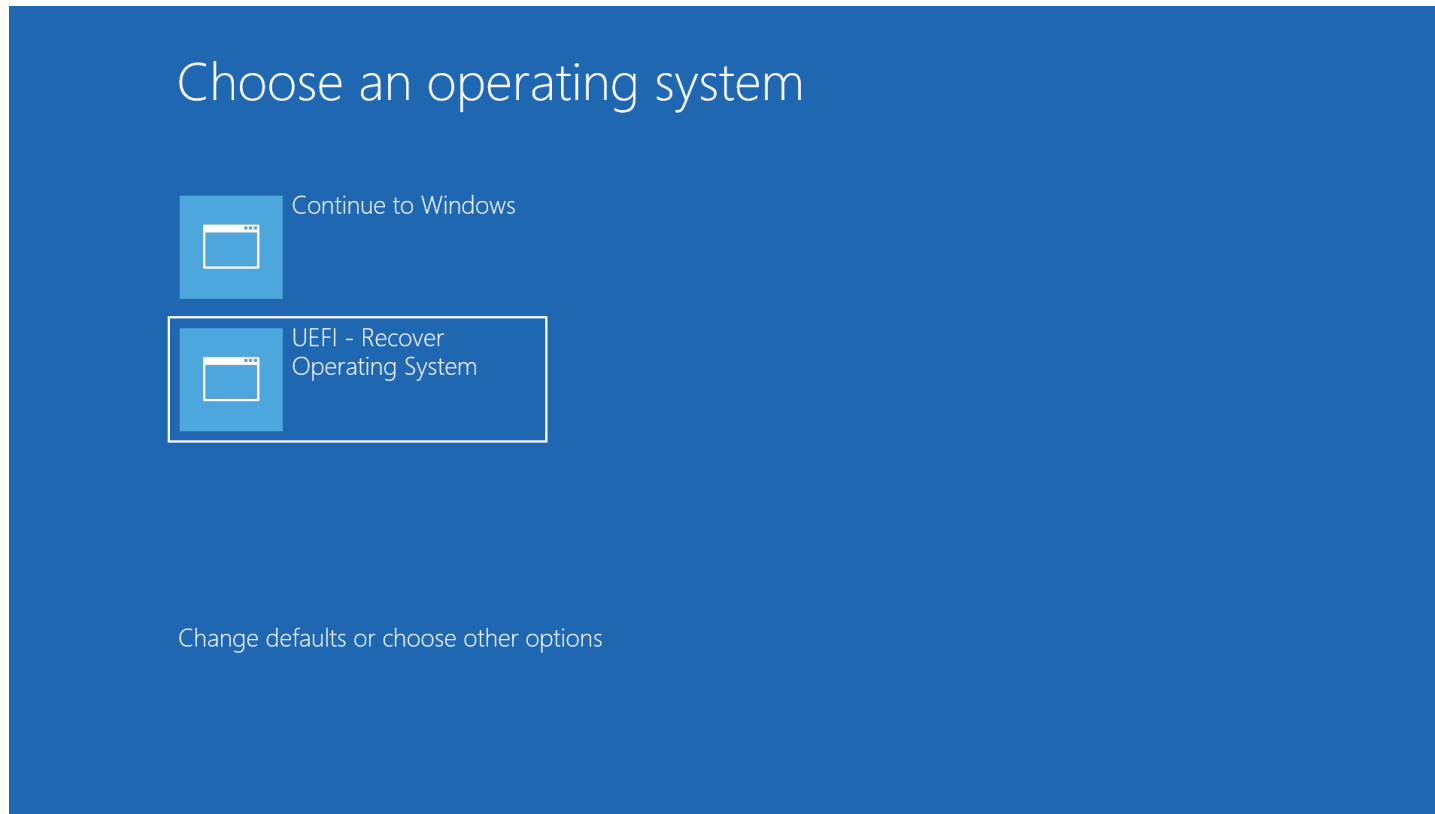 Choose an operating system
Continue to Windows
UEFI - Recover
Operating System
Change defaults or choose other options